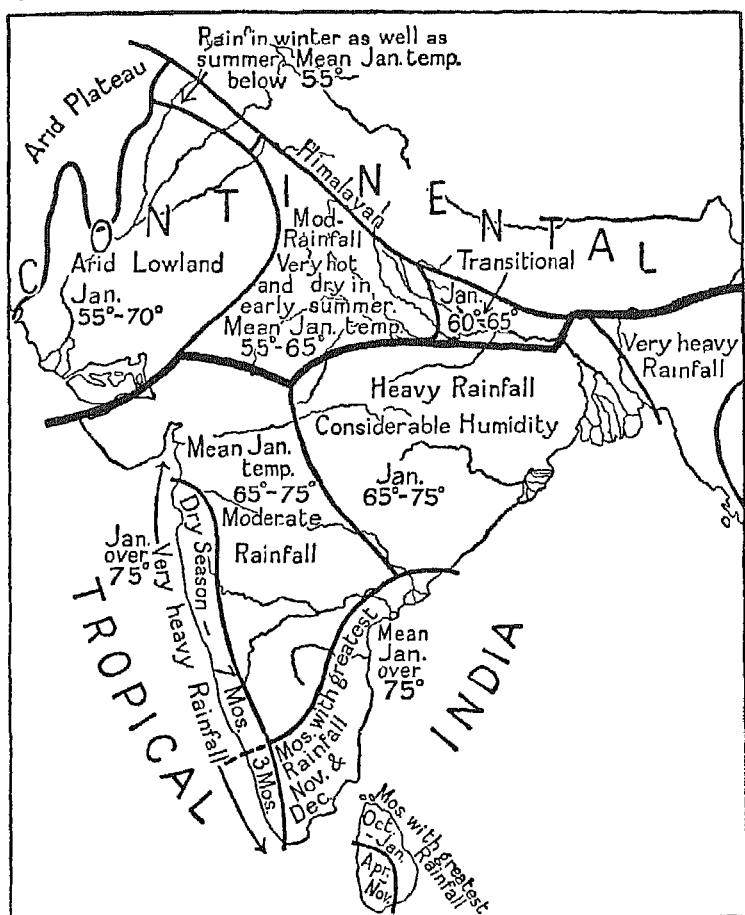 Rain in winter as well as
summer. Mean Jan. temp.
below 55°
Arid Plateau
Himalayan
CONTINENTAL
Arid Lowland
Jan.
55°-70°
Mod-
Rainfall
Very hot
and dry in
early summer.
Mean Jan. temp.
55°-65°
Transitional
Jan.
60°-65°
Very heavy
Rainfall
Heavy Rainfall
Considerable Humidity
Jan.
65°-75°
Mean Jan.
temp.
65°-75°
Moderate
Rainfall
Jan.
over
75°
Very heavy Rainfall
Dry Season - 7 Mos.
3 Mos.
TROPICAL
INDIA
Mean
Jan.
over
75°
Mos. with greatest
Rainfall
Nov. &
Dec.
Mos. with greatest
Rainfall
Oct.
-Jan.
Apr.-
Nov.